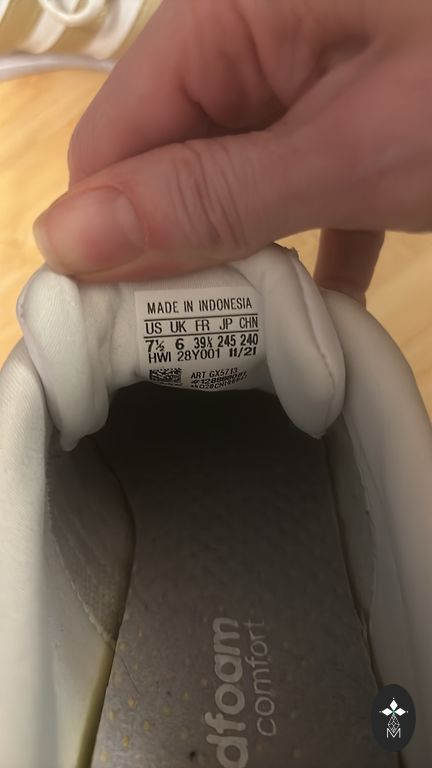 MADE IN INDONESIA
US UK FR JP CHN
7½ 6 39⅓ 245 240
HWI 28Y001 11/21
ART GX5713
dfoam
comfort
M